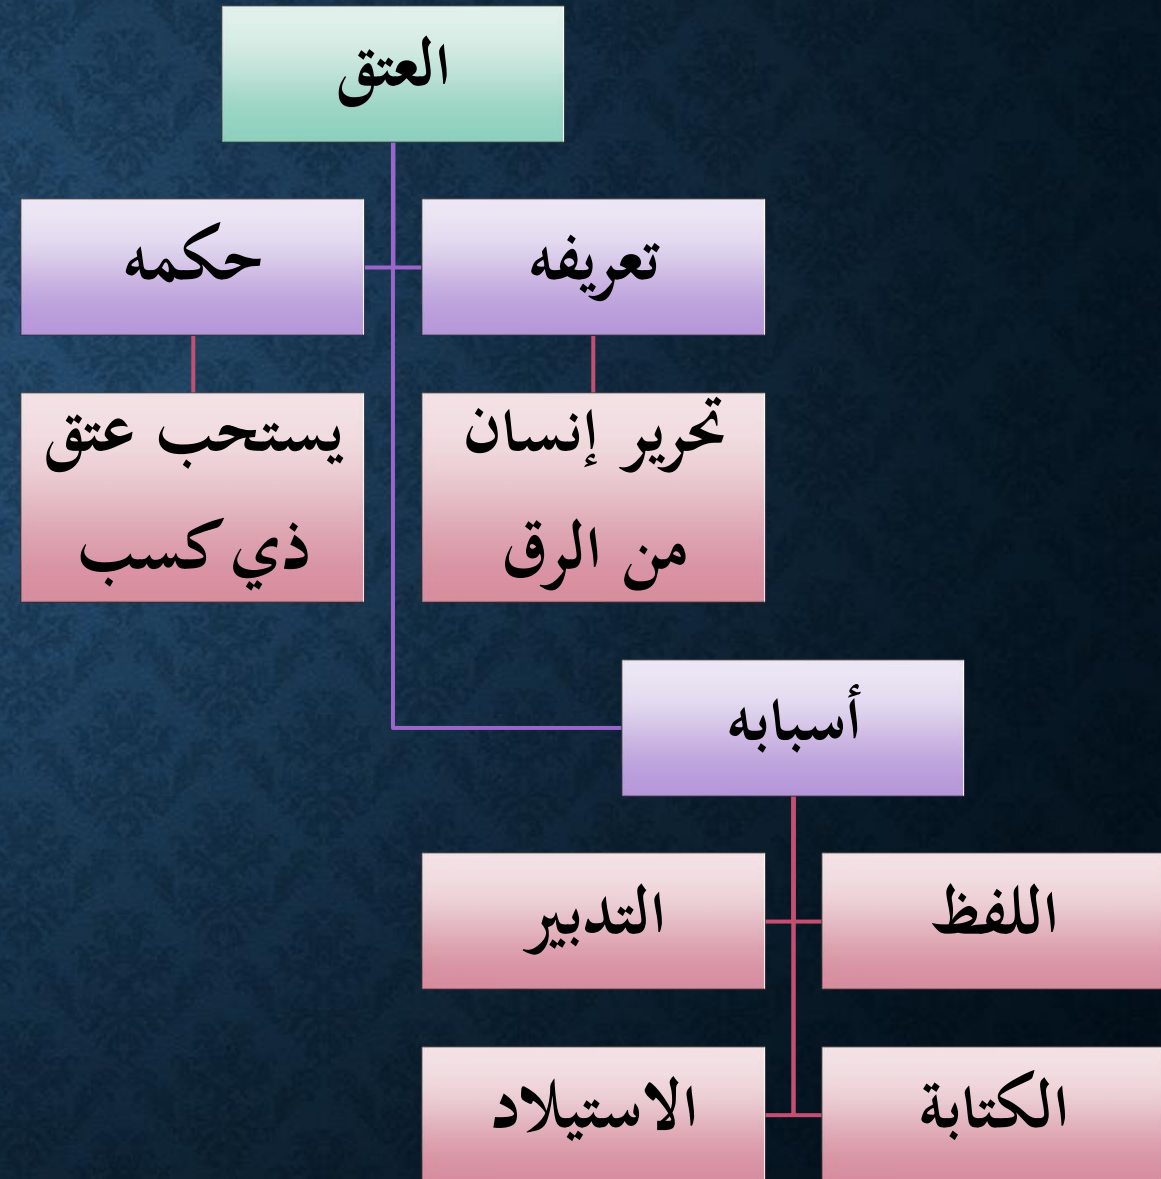 العتق
تعريفه
حكمه
تحرير إنسان
من الرق
يستحب عتق
ذي كسب
أسبابه
اللفظ
التدبير
الكتابة
الاستيلاد